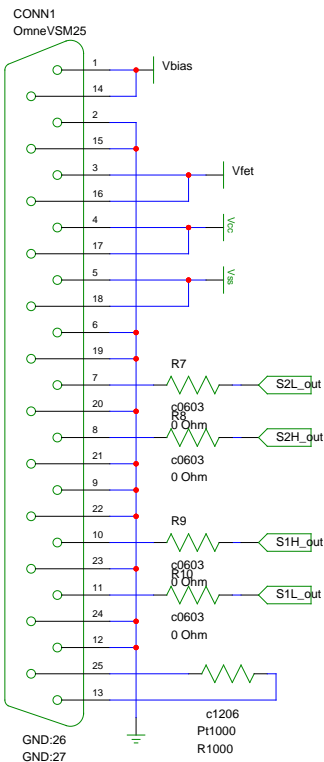 CONN1
OmneVSM25
1
Vbias
14
2
15
3
Vfet
16
4
Vcc
17
5
Vss
18
6
19
R7
7
S2L_out
c0603
20
R8
0 Ohm
8
S2H_out
21
c0603
0 Ohm
9
22
R9
10
S1H_out
c0603
23
R10
0 Ohm
11
S1L_out
c0603
24
0 Ohm
12
25
13
c1206
Pt1000
R1000
GND:26
GND:27